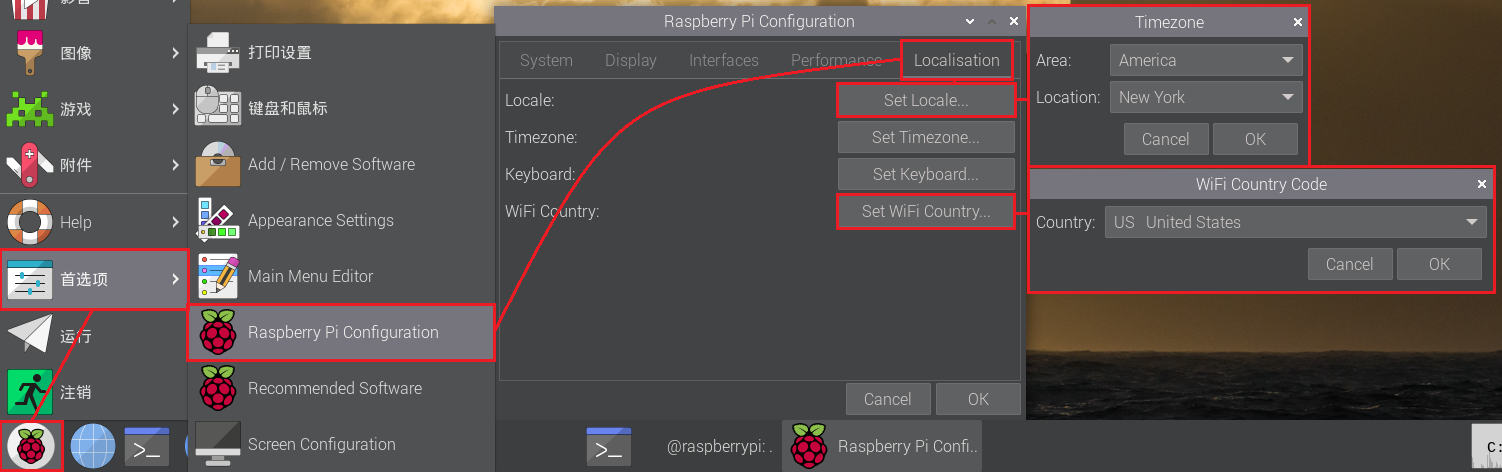 影音
图像
游戏
附件
Help
首选项
运行
注销
打印设置
键盘和鼠标
Add / Remove Software
Appearance Settings
Main Menu Editor
Raspberry Pi Configuration
Recommended Software
Screen Configuration
Raspberry Pi Configuration
System Display Interfaces Performance Localisation
Locale: Set Locale...
Timezone: Set Timezone...
Keyboard: Set Keyboard...
WiFi Country: Set WiFi Country...
Cancel OK
Timezone
Area: America
Location: New York
Cancel OK
WiFi Country Code
Country: US United States
Cancel OK
>_
>_
@raspberrypi: .
Raspberry Pi Confi..
c: